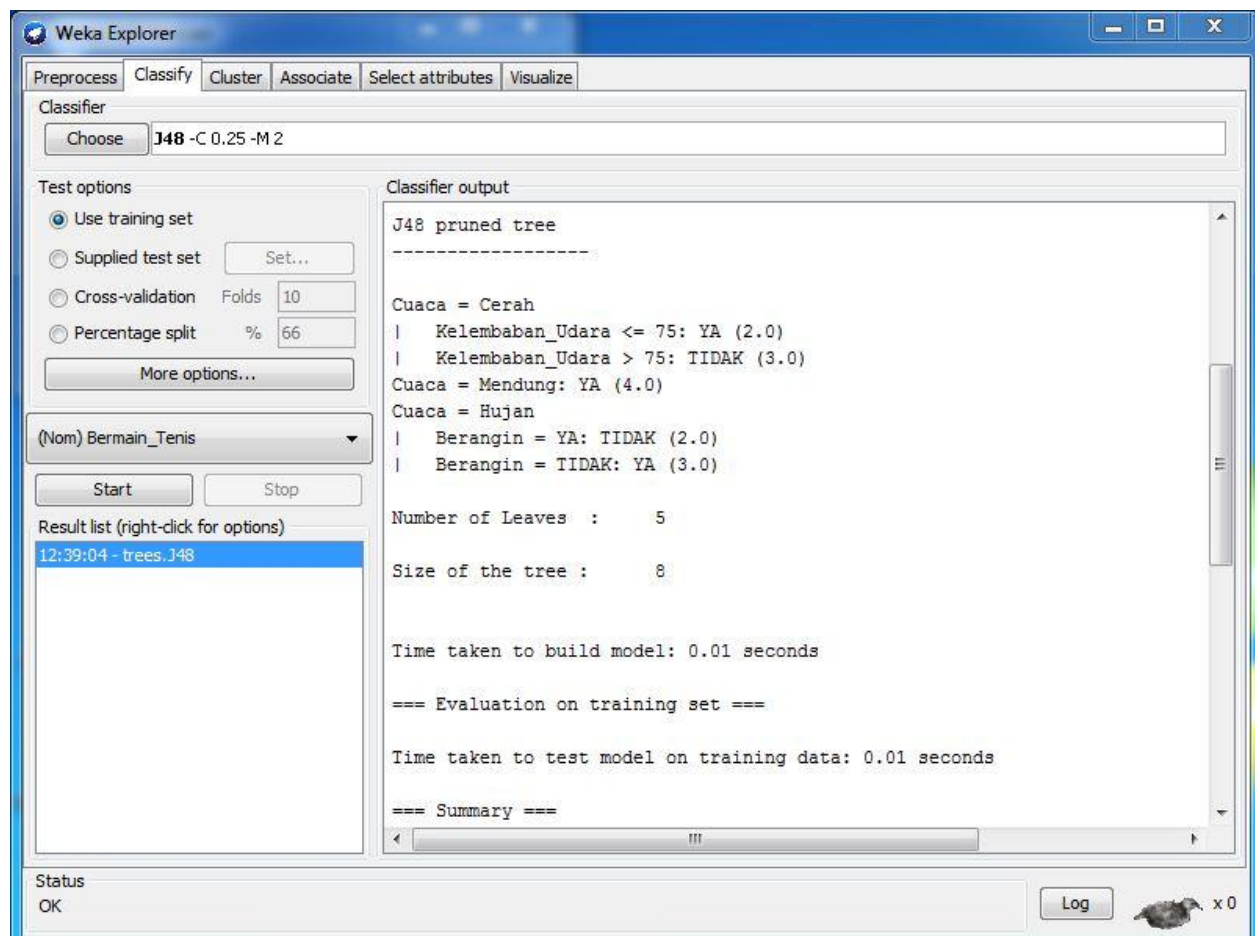 Weka Explorer
Preprocess Classify Cluster Associate Select attributes Visualize
Classifier
Choose J48 -C 0.25 -M 2
Test options
Use training set
Supplied test set Set...
Cross-validation Folds 10
Percentage split % 66
More options...
(Nom) Bermain_Tenis
Start Stop
Result list (right-click for options)
12:39:04 - trees.J48
Classifier output
J48 pruned tree
------------------
Cuaca = Cerah
|   Kelembaban_Udara <= 75: YA (2.0)
|   Kelembaban_Udara > 75: TIDAK (3.0)
Cuaca = Mendung: YA (4.0)
Cuaca = Hujan
|   Berangin = YA: TIDAK (2.0)
|   Berangin = TIDAK: YA (3.0)
Number of Leaves  :     5
Size of the tree :     8
Time taken to build model: 0.01 seconds
=== Evaluation on training set ===
Time taken to test model on training data: 0.01 seconds
=== Summary ===
Status
OK
Log x 0